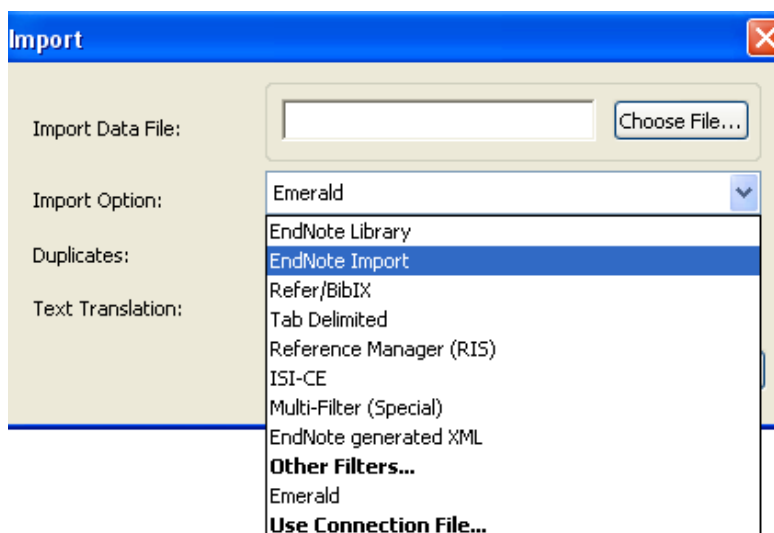 Import
Import Data File:
Choose File...
Import Option:
Emerald
EndNote Library
Duplicates:
EndNote Import
Refer/BibIX
Text Translation:
Tab Delimited
Reference Manager (RIS)
ISI-CE
Multi-Filter (Special)
EndNote generated XML
Other Filters...
Emerald
Use Connection File...